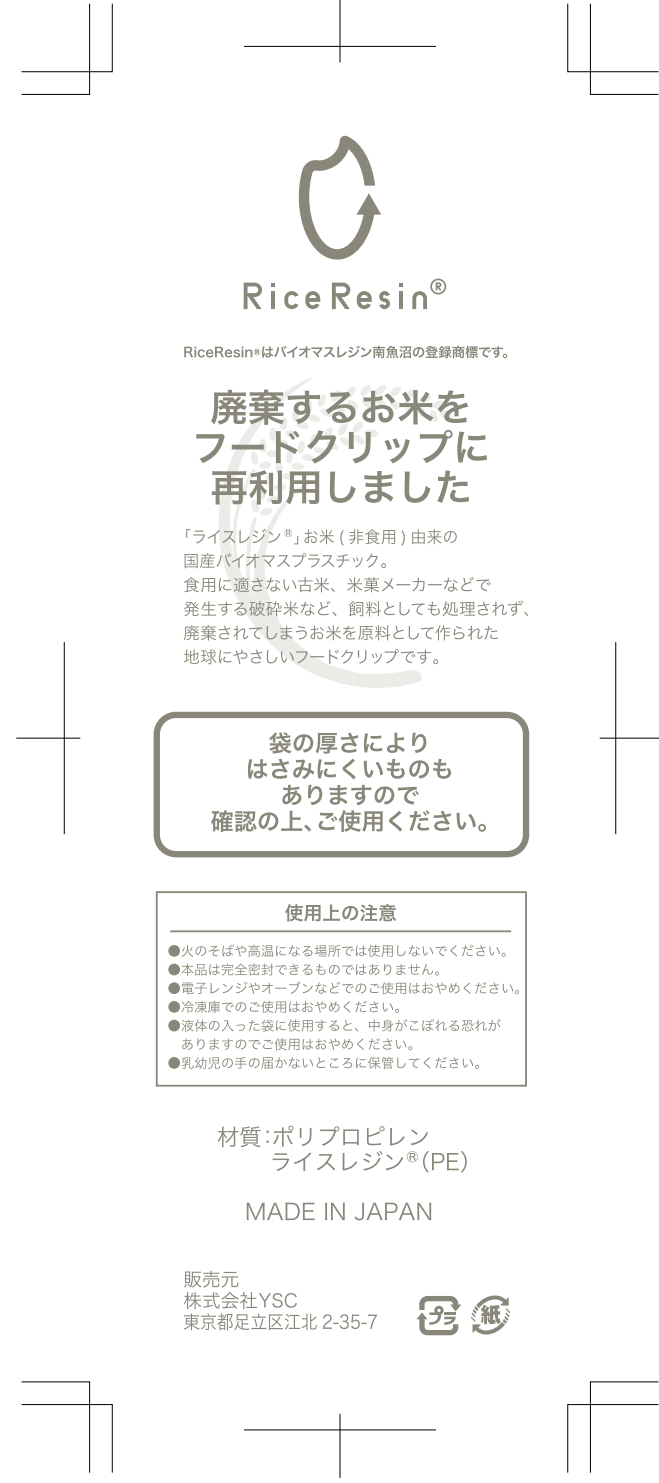 RiceResin®
RiceResin®はバイオマスレジン南魚沼の登録商標です。
廃棄するお米を
フードクリップに
再利用しました
「ライスレジン®」お米(非食用)由来の
国産バイオマスプラスチック。
食用に適さない古米、米菓メーカーなどで
発生する破砕米など、飼料としても処理されず、
廃棄されてしまうお米を原料として作られた
地球にやさしいフードクリップです。
袋の厚さにより
はさみにくいものも
ありますので
確認の上、ご使用ください。
使用上の注意
●火のそばや高温になる場所では使用しないでください。
●本品は完全密封できるものではありません。
●電子レンジやオーブンなどでのご使用はおやめください。
●冷凍庫でのご使用はおやめください。
●液体の入った袋に使用すると、中身がこぼれる恐れが
ありますのでご使用はおやめください。
●乳幼児の手の届かないところに保管してください。
材質:ポリプロピレン
ライスレジン®(PE)
MADE IN JAPAN
販売元
株式会社YSC
東京都足立区江北 2-35-7
プラ 紙